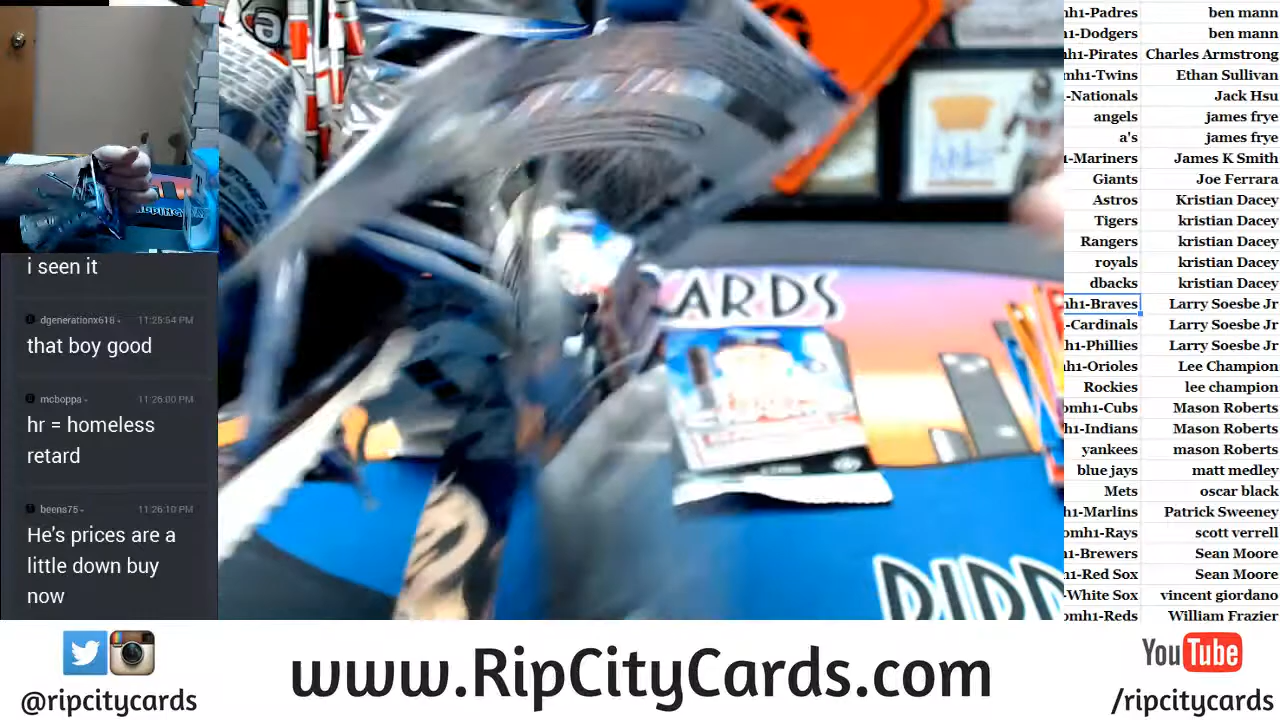 i seen it
dgenerationx618
11:25:54 PM
that boy good
mcboppa
11:26:00 PM
hr = homeless
retard
beens75
11:26:10 PM
He's prices are a
little down buy
now
CARDS
mh1-Padres ben mann
mh1-Dodgers ben mann
mh1-Pirates Charles Armstrong
mh1-Twins Ethan Sullivan
-Nationals Jack Hsu
angels james frye
a's james frye
1-Mariners James K Smith
Giants Joe Ferrara
Astros Kristian Dacey
Tigers kristian Dacey
Rangers kristian Dacey
royals kristian Dacey
dbacks kristian Dacey
mh1-Braves Larry Soesbe Jr
-Cardinals Larry Soesbe Jr
h1-Phillies Larry Soesbe Jr
h1-Orioles Lee Champion
Rockies lee champion
omh1-Cubs Mason Roberts
h1-Indians Mason Roberts
yankees mason Roberts
blue jays matt medley
Mets oscar black
h1-Marlins Patrick Sweeney
omh1-Rays scott verrell
h1-Brewers Sean Moore
h1-Red Sox Sean Moore
-White Sox vincent giordano
omh1-Reds William Frazier
@ripcitycards
www.RipCityCards.com
YouTube
/ripcitycards